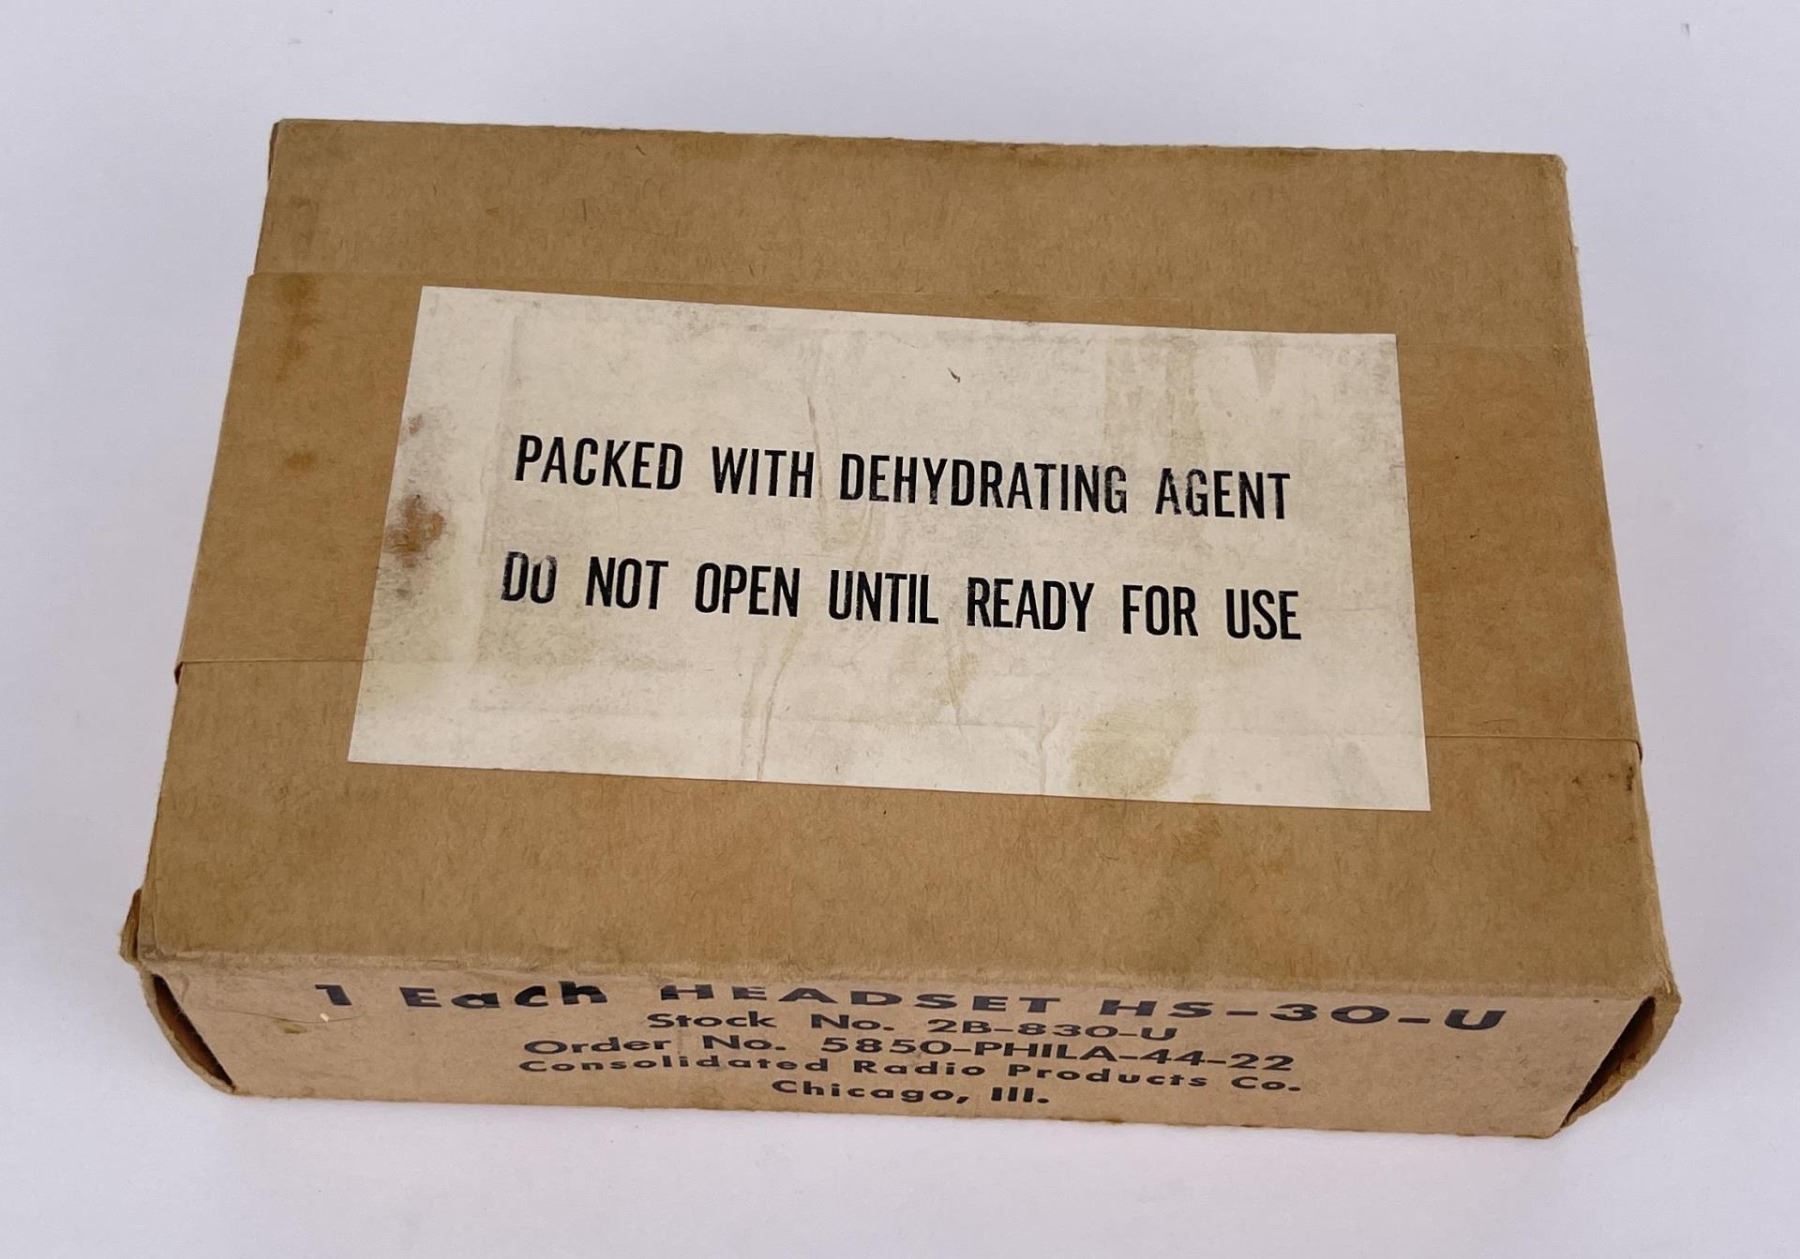 PACKED WITH DEHYDRATING AGENT
DO NOT OPEN UNTIL READY FOR USE
1 Each HEADSET HS-30-U
Stock No. 2B-830-U
Order No. 5850-PHILA-44-22
Consolidated Radio Products Co.
Chicago, Ill.